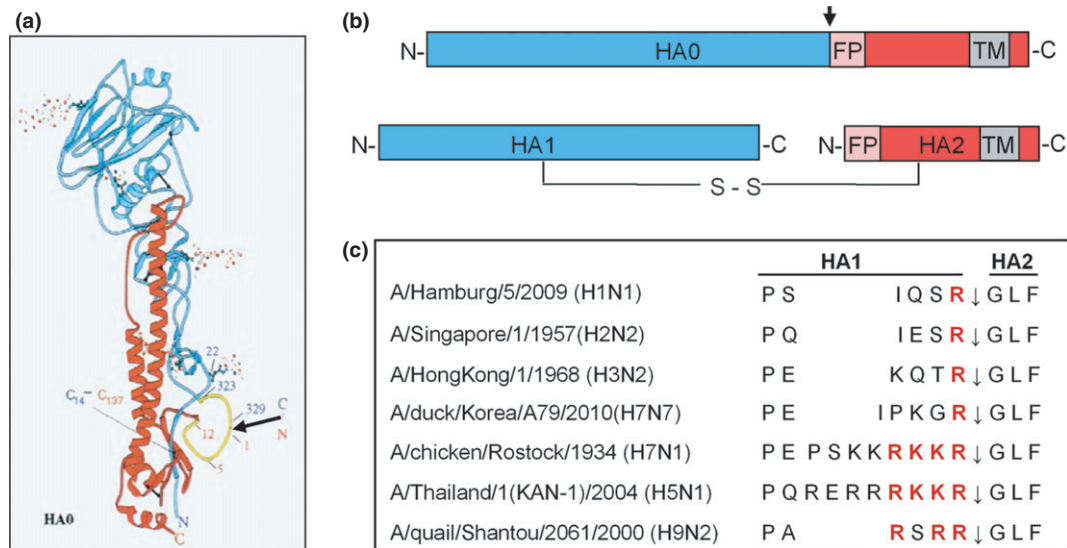 (a)
C14– C137
22
323
329
C
N
12
1
5
N
C
HA0
(b)
N- HA0 FP TM -C
N- HA1 -C N- FP HA2 TM -C
S - S
(c)
HA1 HA2
A/Hamburg/5/2009 (H1N1) P S I Q S R ↓ G L F
A/Singapore/1/1957(H2N2) P Q I E S R ↓ G L F
A/HongKong/1/1968 (H3N2) P E K Q T R ↓ G L F
A/duck/Korea/A79/2010(H7N7) P E I P K G R ↓ G L F
A/chicken/Rostock/1934 (H7N1) P E P S K K R K K R ↓ G L F
A/Thailand/1(KAN-1)/2004 (H5N1) P Q R E R R R K K R ↓ G L F
A/quail/Shantou/2061/2000 (H9N2) P A R S R R ↓ G L F